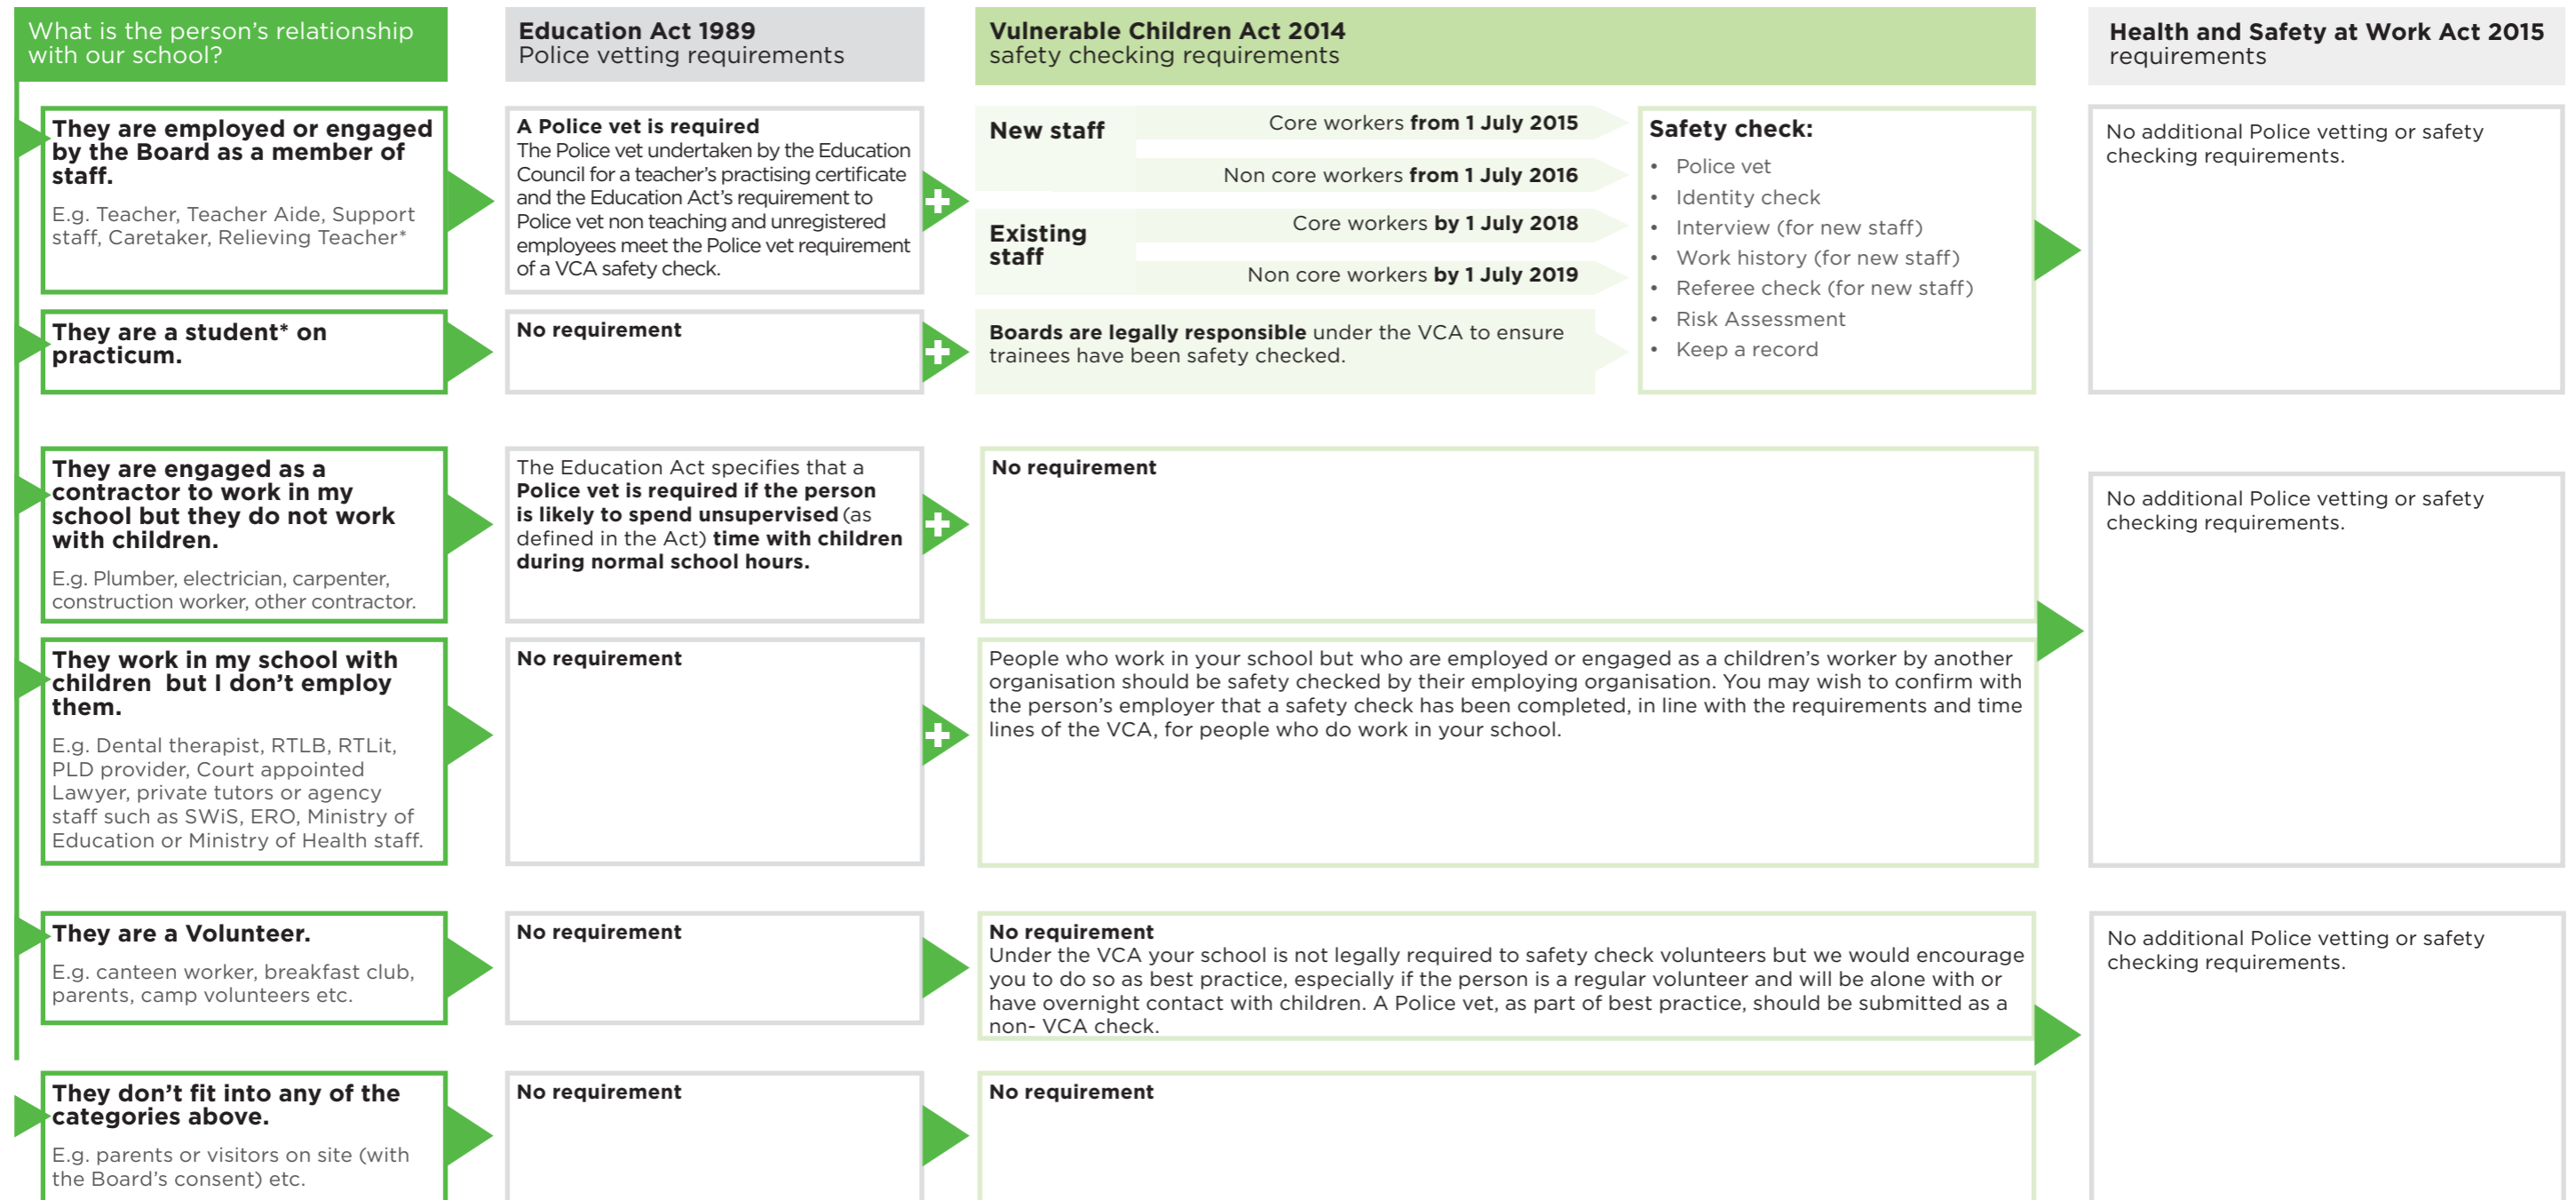 What is the person's relationship
with our school?
Education Act 1989
Police vetting requirements
Vulnerable Children Act 2014
safety checking requirements
Health and Safety at Work Act 2015
requirements
They are employed or engaged
by the Board as a member of
staff.
E.g. Teacher, Teacher Aide, Support
staff, Caretaker, Relieving Teacher*
A Police vet is required
The Police vet undertaken by the Education
Council for a teacher's practising certificate
and the Education Act's requirement to
Police vet non teaching and unregistered
employees meet the Police vet requirement
of a VCA safety check.
New staff
Core workers from 1 July 2015
Non core workers from 1 July 2016
Existing
staff
Core workers by 1 July 2018
Non core workers by 1 July 2019
Safety check:
• Police vet
• Identity check
• Interview (for new staff)
• Work history (for new staff)
• Referee check (for new staff)
• Risk Assessment
• Keep a record
No additional Police vetting or safety
checking requirements.
They are a student* on
practicum.
No requirement
Boards are legally responsible under the VCA to ensure
trainees have been safety checked.
They are engaged as a
contractor to work in my
school but they do not work
with children.
E.g. Plumber, electrician, carpenter,
construction worker, other contractor.
The Education Act specifies that a
Police vet is required if the person
is likely to spend unsupervised (as
defined in the Act) time with children
during normal school hours.
No requirement
No additional Police vetting or safety
checking requirements.
They work in my school with
children but I don't employ
them.
E.g. Dental therapist, RTLB, RTLit,
PLD provider, Court appointed
Lawyer, private tutors or agency
staff such as SWiS, ERO, Ministry of
Education or Ministry of Health staff.
No requirement
People who work in your school but who are employed or engaged as a children's worker by another
organisation should be safety checked by their employing organisation. You may wish to confirm with
the person's employer that a safety check has been completed, in line with the requirements and time
lines of the VCA, for people who do work in your school.
They are a Volunteer.
E.g. canteen worker, breakfast club,
parents, camp volunteers etc.
No requirement
No requirement
Under the VCA your school is not legally required to safety check volunteers but we would encourage
you to do so as best practice, especially if the person is a regular volunteer and will be alone with or
have overnight contact with children. A Police vet, as part of best practice, should be submitted as a
non- VCA check.
No additional Police vetting or safety
checking requirements.
They don't fit into any of the
categories above.
E.g. parents or visitors on site (with
the Board's consent) etc.
No requirement
No requirement